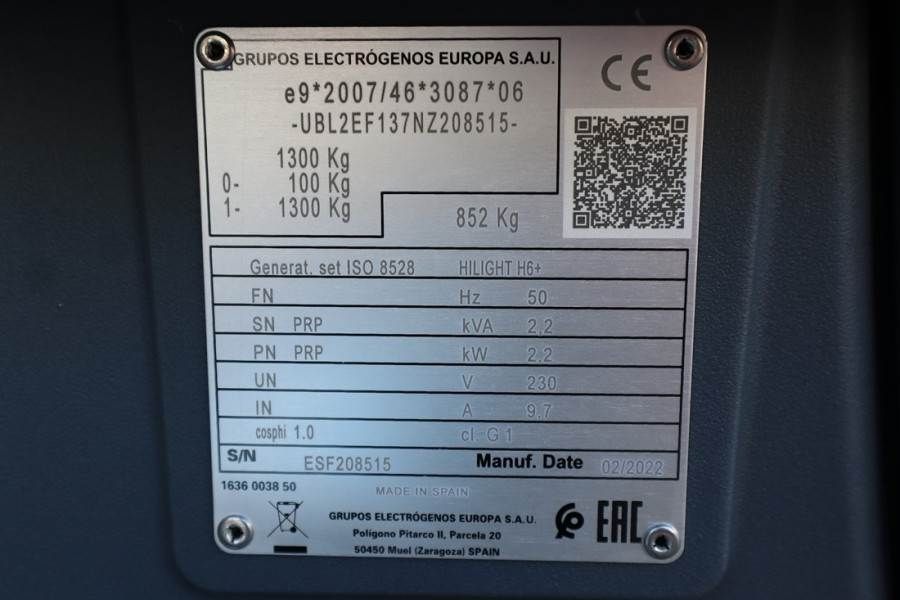 GRUPOS ELECTRÓGENOS EUROPA S.A.U.
CE
e9*2007/46*3087*06
-UBL2EF137NZ208515-
1300 Kg
0- 100 Kg
1- 1300 Kg
852 Kg
Generat. set ISO 8528 HILIGHT H6+
FN Hz 50
SN PRP kVA 2,2
PN PRP kW 2.2
UN V 230
IN A 9.7
cosphi 1.0 cl. G 1
S/N ESF208515 Manuf. Date 02/2022
1636 0038 50
MADE IN SPAIN
GRUPOS ELECTRÓGENOS EUROPA S.A.U.
Polígono Pitarco II, Parcela 20
50450 Muel (Zaragoza) SPAIN
EAC